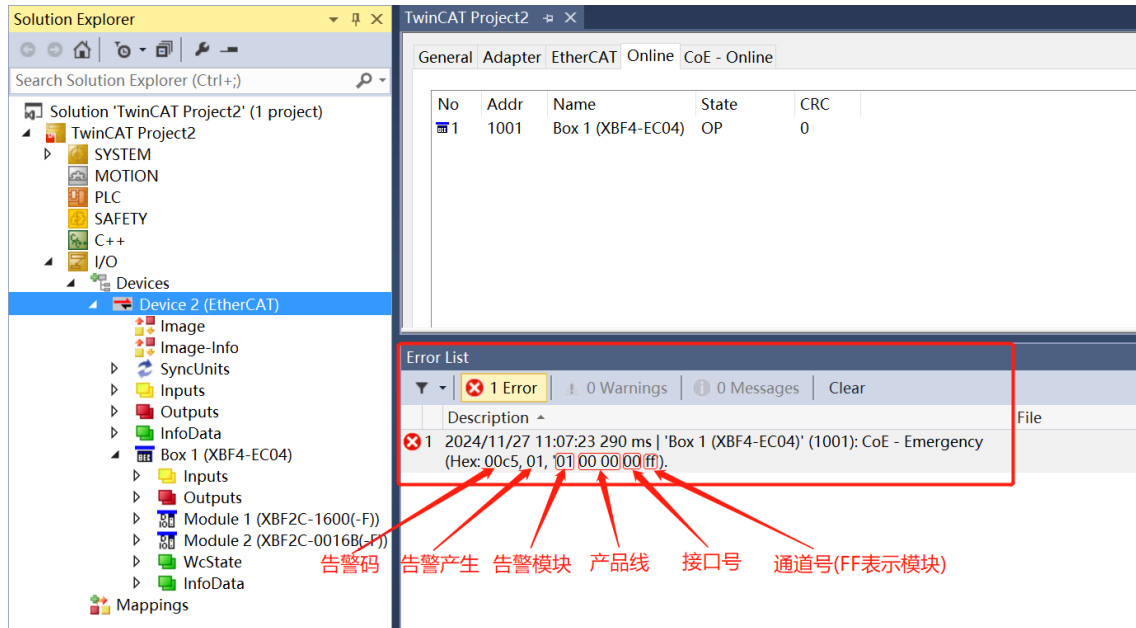 Solution Explorer
Search Solution Explorer (Ctrl+;)
Solution 'TwinCAT Project2' (1 project)
TwinCAT Project2
SYSTEM
MOTION
PLC
SAFETY
C++
I/O
Devices
Device 2 (EtherCAT)
Image
Image-Info
SyncUnits
Inputs
Outputs
InfoData
Box 1 (XBF4-EC04)
Inputs
Outputs
Module 1 (XBF2C-1600(-F))
Module 2 (XBF2C-0016B(-F))
WcState
InfoData
Mappings
TwinCAT Project2
General Adapter EtherCAT Online CoE - Online
No Addr Name State CRC
1 1001 Box 1 (XBF4-EC04) OP 0
Error List
1 Error 0 Warnings 0 Messages Clear
Description File
1 2024/11/27 11:07:23 290 ms | 'Box 1 (XBF4-EC04)' (1001): CoE - Emergency
(Hex: 00c5, 01, '01 00 00 00 ff').
告警码 告警产生 告警模块 产品线 接口号 通道号(FF表示模块)